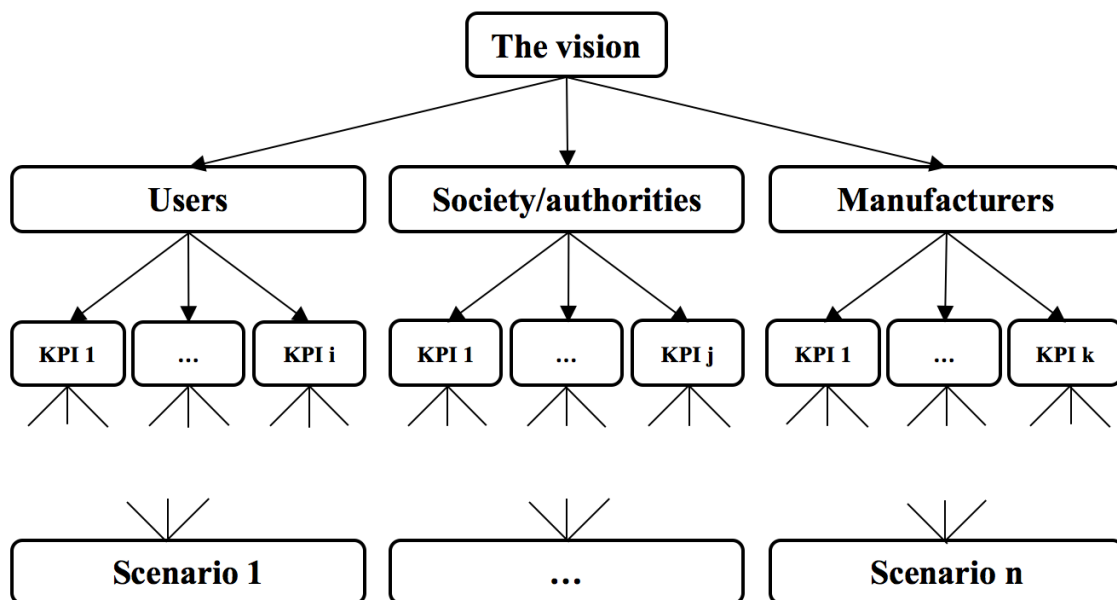 The vision
Users
Society/authorities
Manufacturers
KPI 1
...
KPI i
KPI 1
...
KPI j
KPI 1
...
KPI k
Scenario 1
...
Scenario n